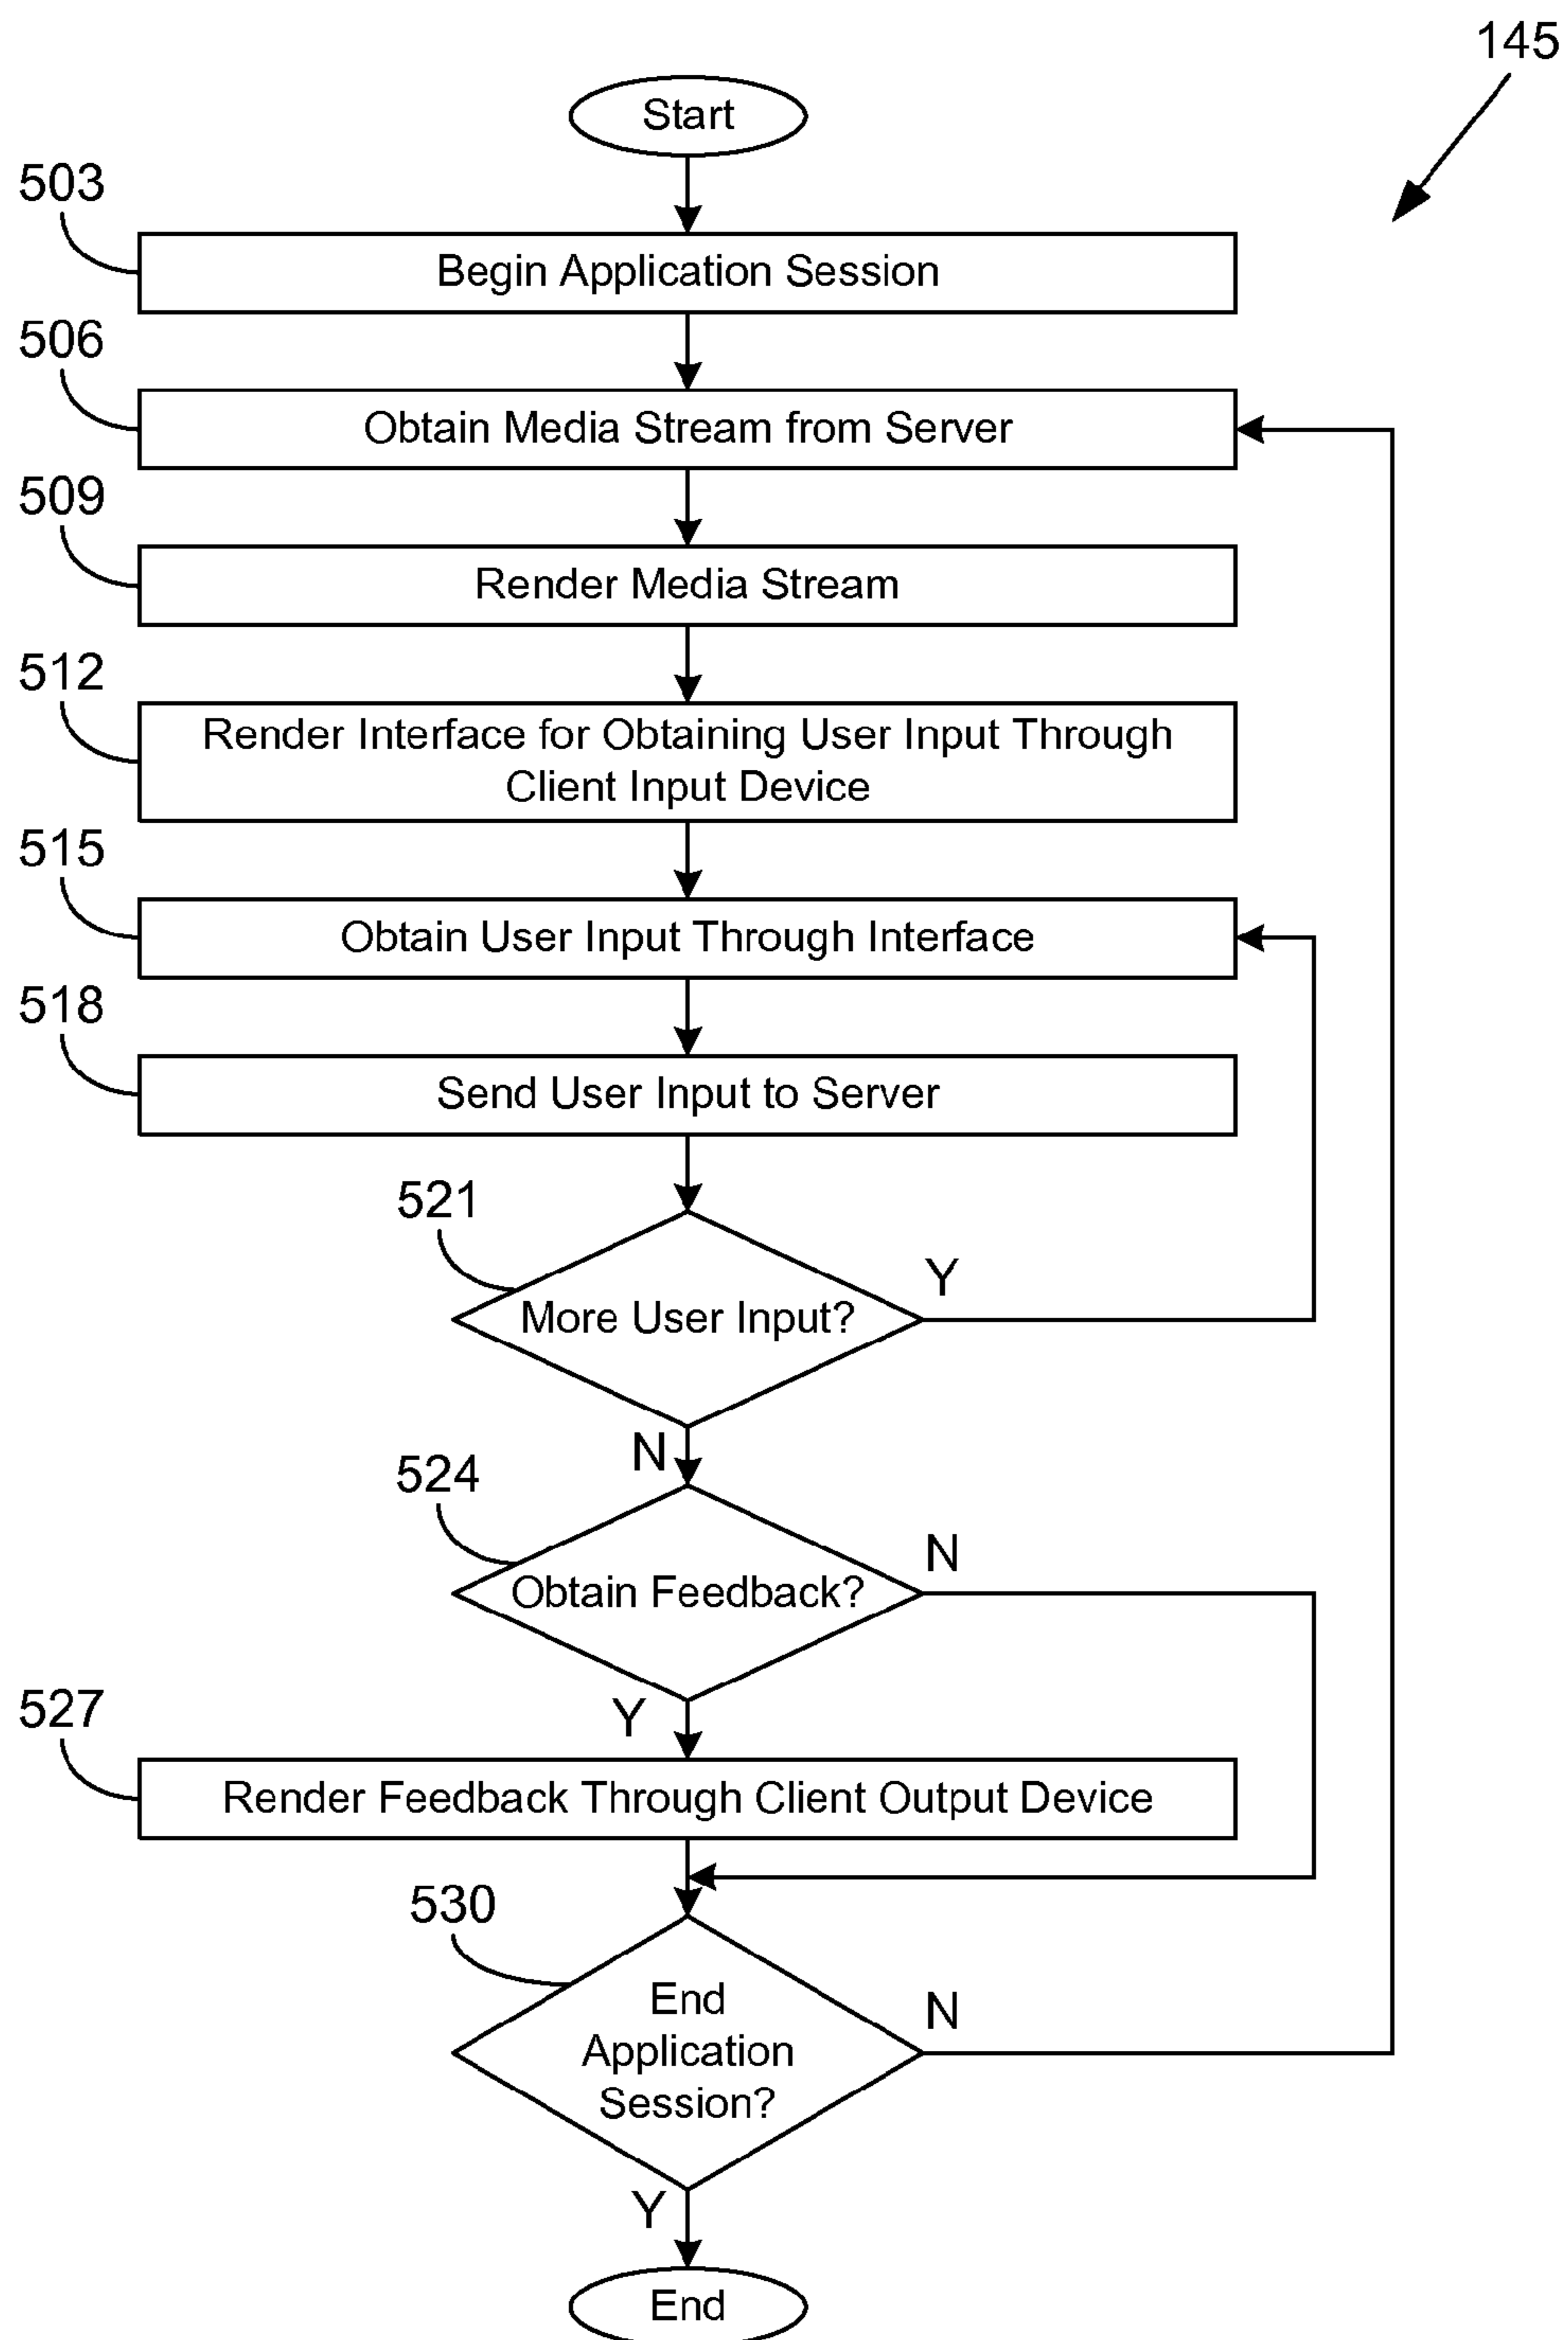 145
Start
503
Begin Application Session
506
Obtain Media Stream from Server
509
Render Media Stream
512
Render Interface for Obtaining User Input Through
Client Input Device
515
Obtain User Input Through Interface
518
Send User Input to Server
521
More User Input?
Y
N
524
Obtain Feedback?
N
Y
527
Render Feedback Through Client Output Device
530
End
Application
Session?
N
Y
End